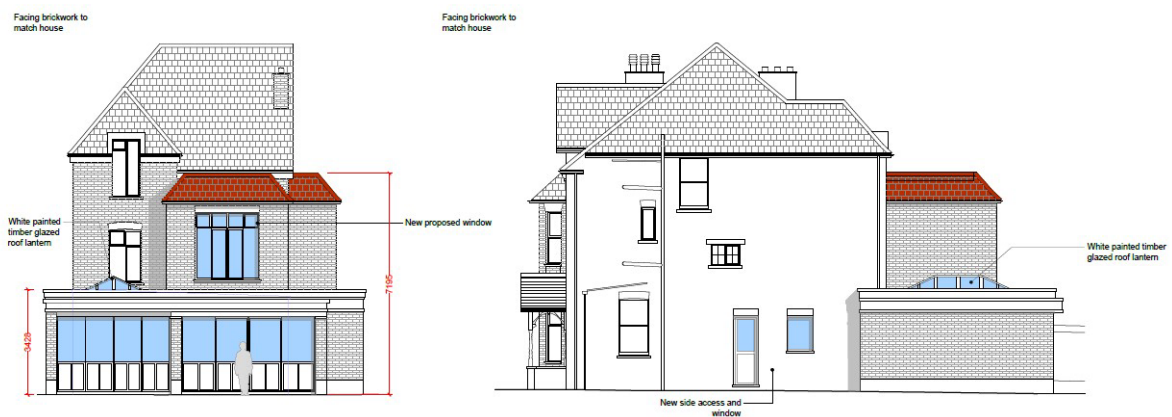 Facing brickwork to
match house
White painted
timber glazed
roof lantern
New proposed window
3428
7195
Facing brickwork to
match house
White painted timber
glazed roof lantern
New side access and
window